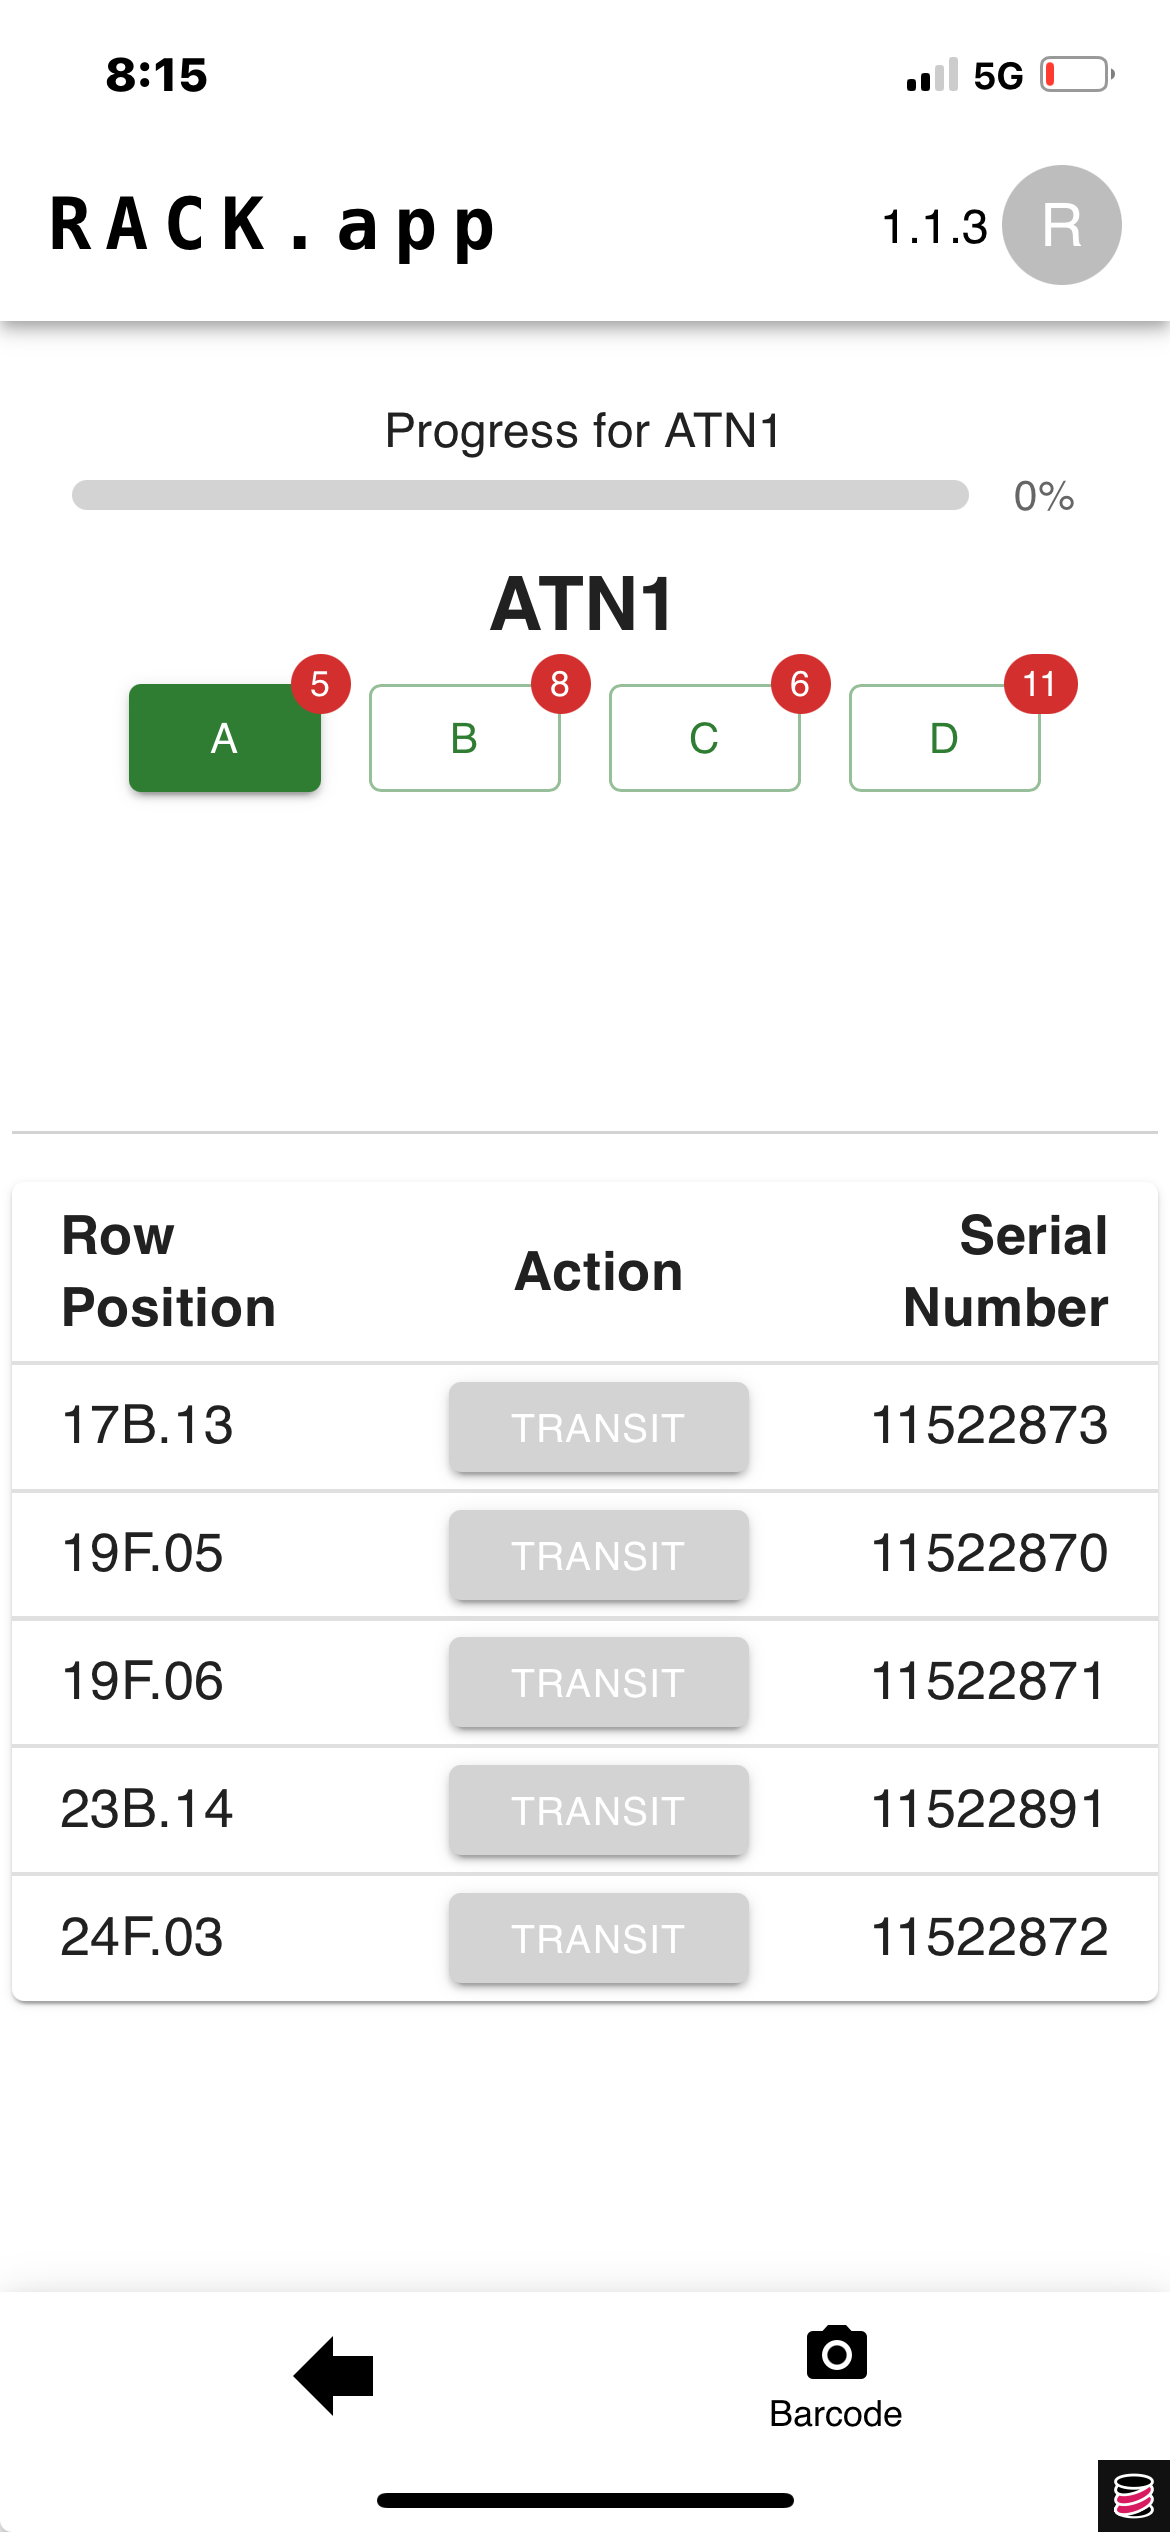 8:15 5G
RACK.app 1.1.3 R
Progress for ATN1
0%
ATN1
A 5 B 8 C 6 D 11
Row Position Action Serial Number
17B.13 TRANSIT 11522873
19F.05 TRANSIT 11522870
19F.06 TRANSIT 11522871
23B.14 TRANSIT 11522891
24F.03 TRANSIT 11522872
Barcode